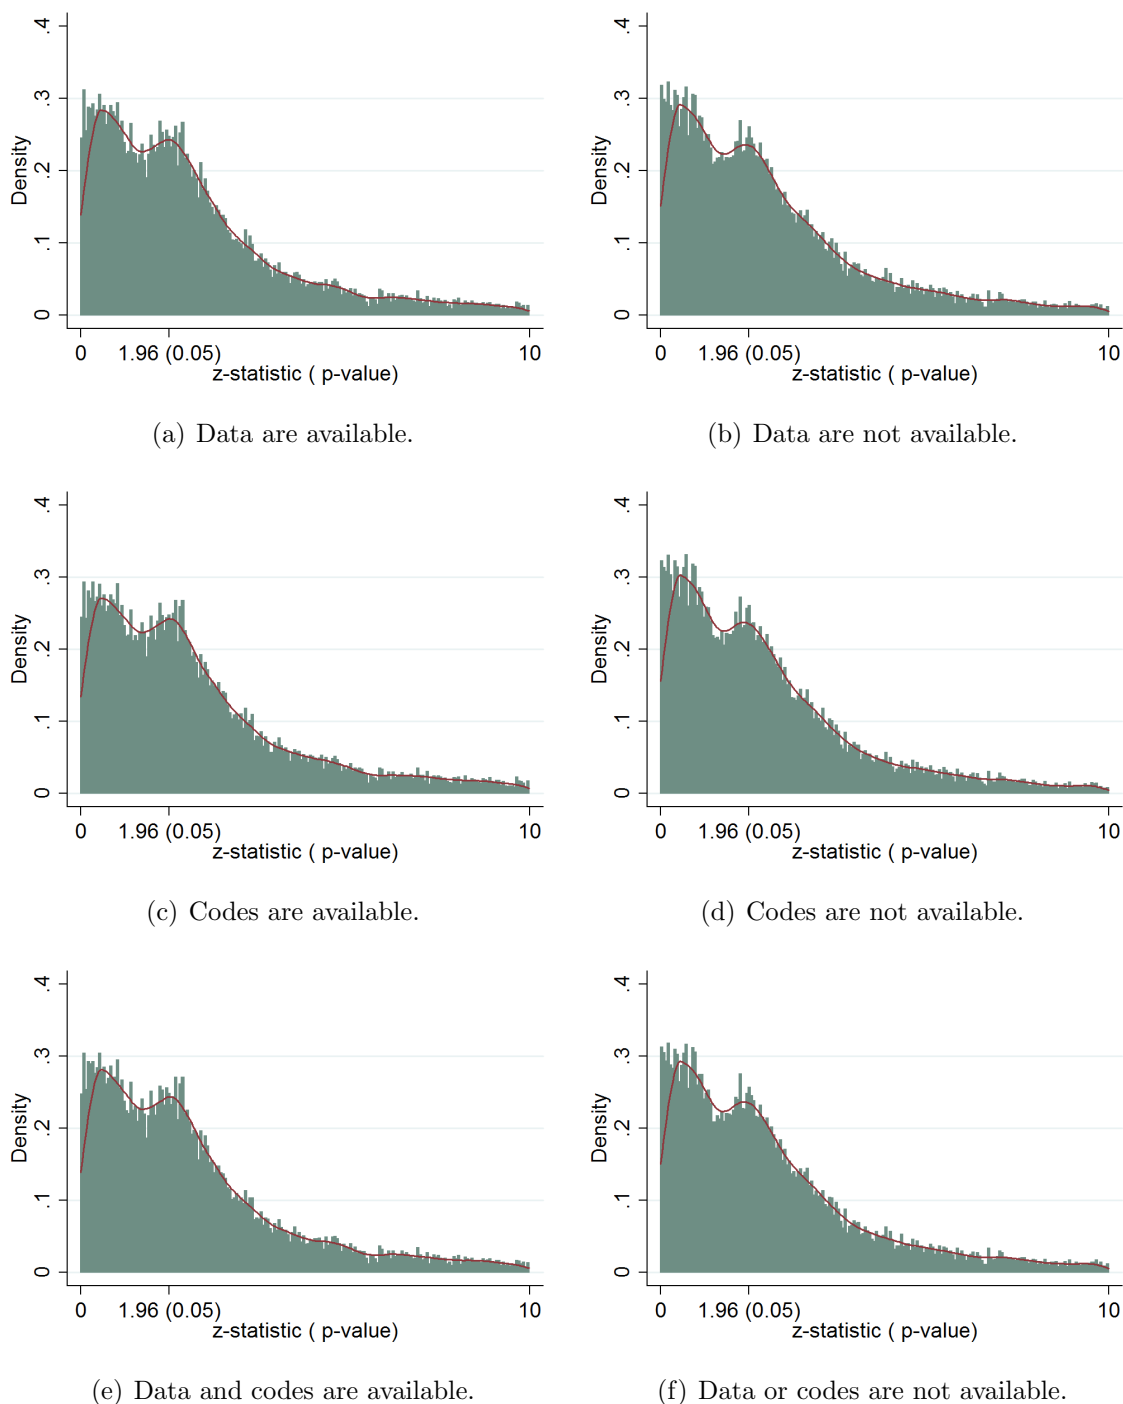 .4
.3
.2
.1
0
Density
0 1.96 (0.05) 10
z-statistic ( p-value)
(a) Data are available.
.4
.3
.2
.1
0
Density
0 1.96 (0.05) 10
z-statistic ( p-value)
(b) Data are not available.
.4
.3
.2
.1
0
Density
0 1.96 (0.05) 10
z-statistic ( p-value)
(c) Codes are available.
.4
.3
.2
.1
0
Density
0 1.96 (0.05) 10
z-statistic ( p-value)
(d) Codes are not available.
.4
.3
.2
.1
0
Density
0 1.96 (0.05) 10
z-statistic ( p-value)
(e) Data and codes are available.
.4
.3
.2
.1
0
Density
0 1.96 (0.05) 10
z-statistic ( p-value)
(f) Data or codes are not available.